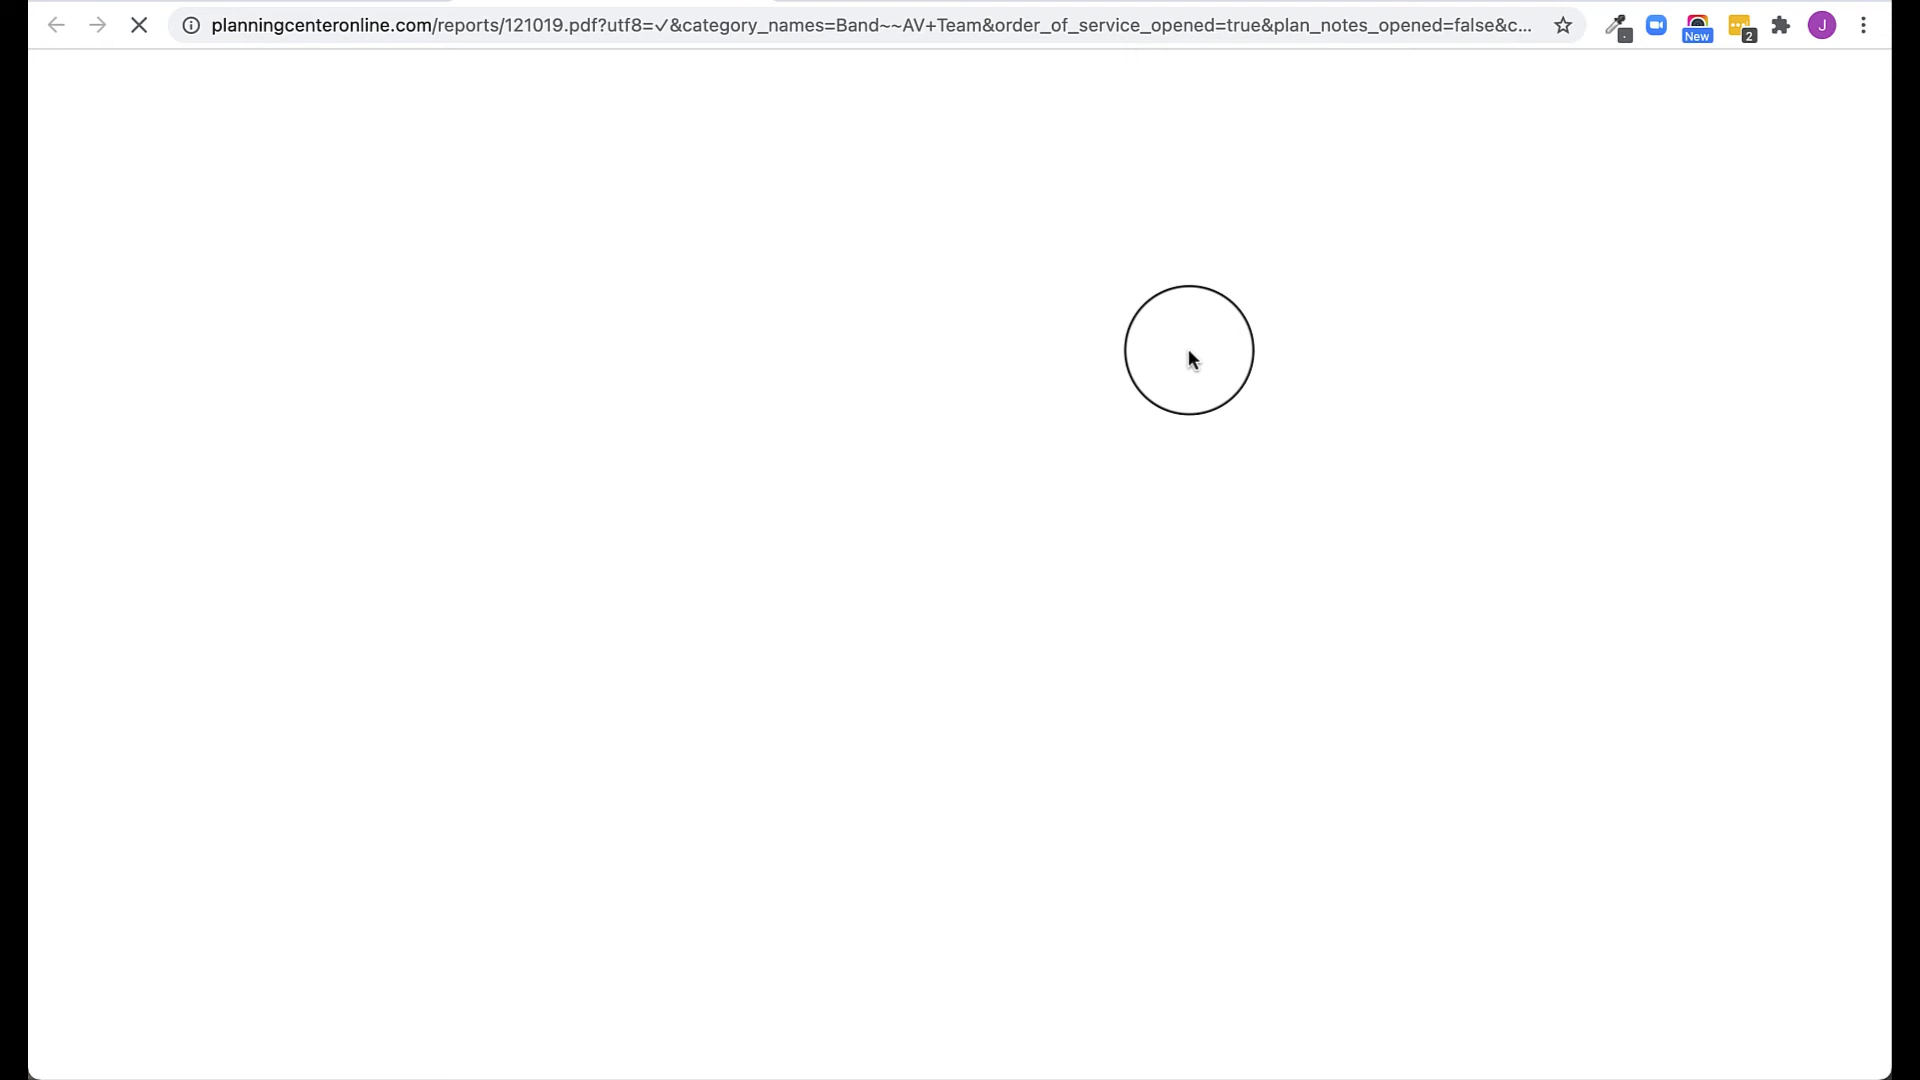 planningcenteronline.com/reports/121019.pdf?utf8=✓&category_names=Band~~AV+Team&order_of_service_opened=true&plan_notes_opened=false&c...
New
2
J